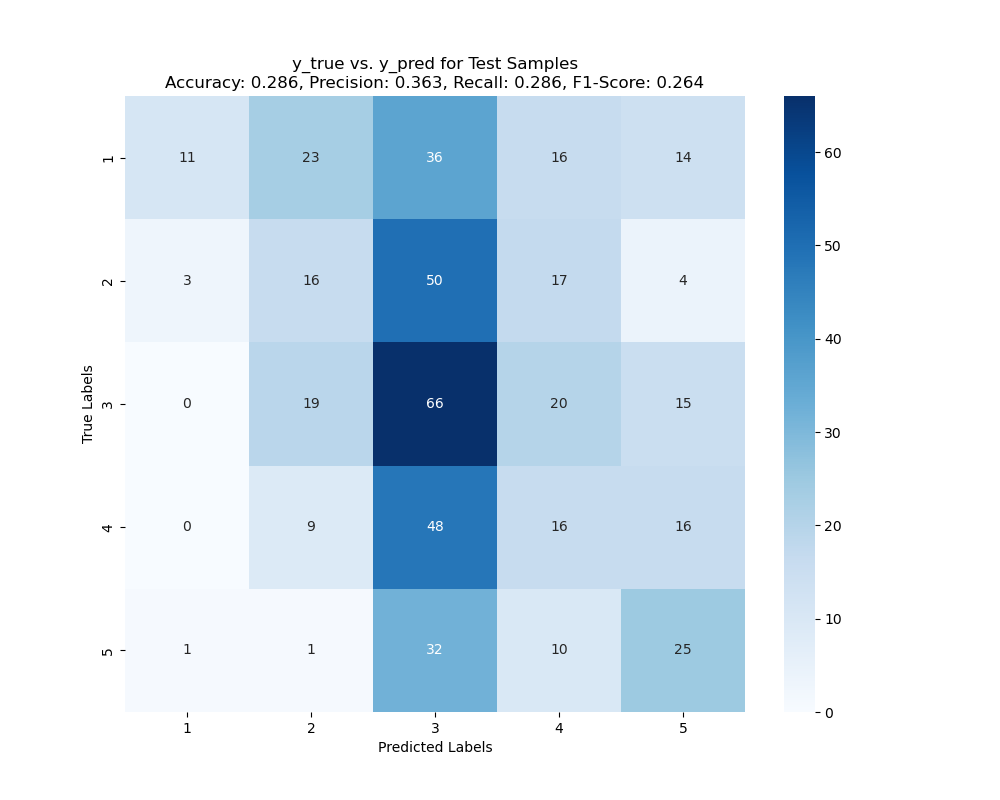 y_true vs. y_pred for Test Samples
Accuracy: 0.286, Precision: 0.363, Recall: 0.286, F1-Score: 0.264
True Labels
1 11 23 36 16 14
2 3 16 50 17 4
3 0 19 66 20 15
4 0 9 48 16 16
5 1 1 32 10 25
1 2 3 4 5
Predicted Labels
60
50
40
30
20
10
0